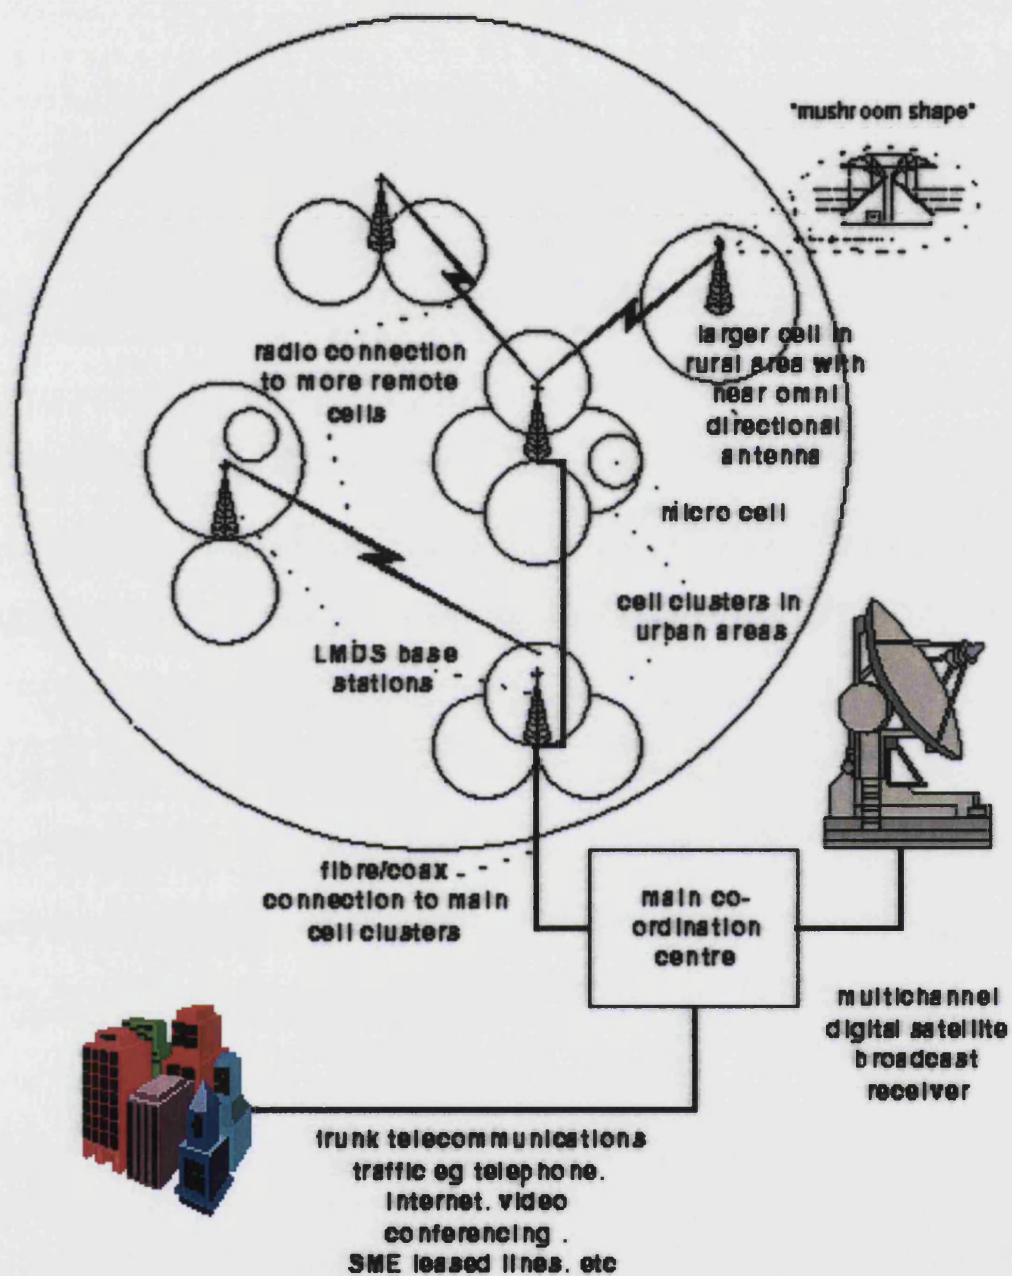 "mushroom shape"
radio connection
to more remote
cells
larger cell in
rural area with
near omni
directional
antenna
micro cell
cell clusters in
urban areas
LMDS base
stations
fibre/coax
connection to main
cell clusters
main co-
ordination
centre
multichannel
digital satellite
broadcast
receiver
trunk telecommunications
traffic eg telephone.
internet. video
conferencing .
SME leased lines. etc